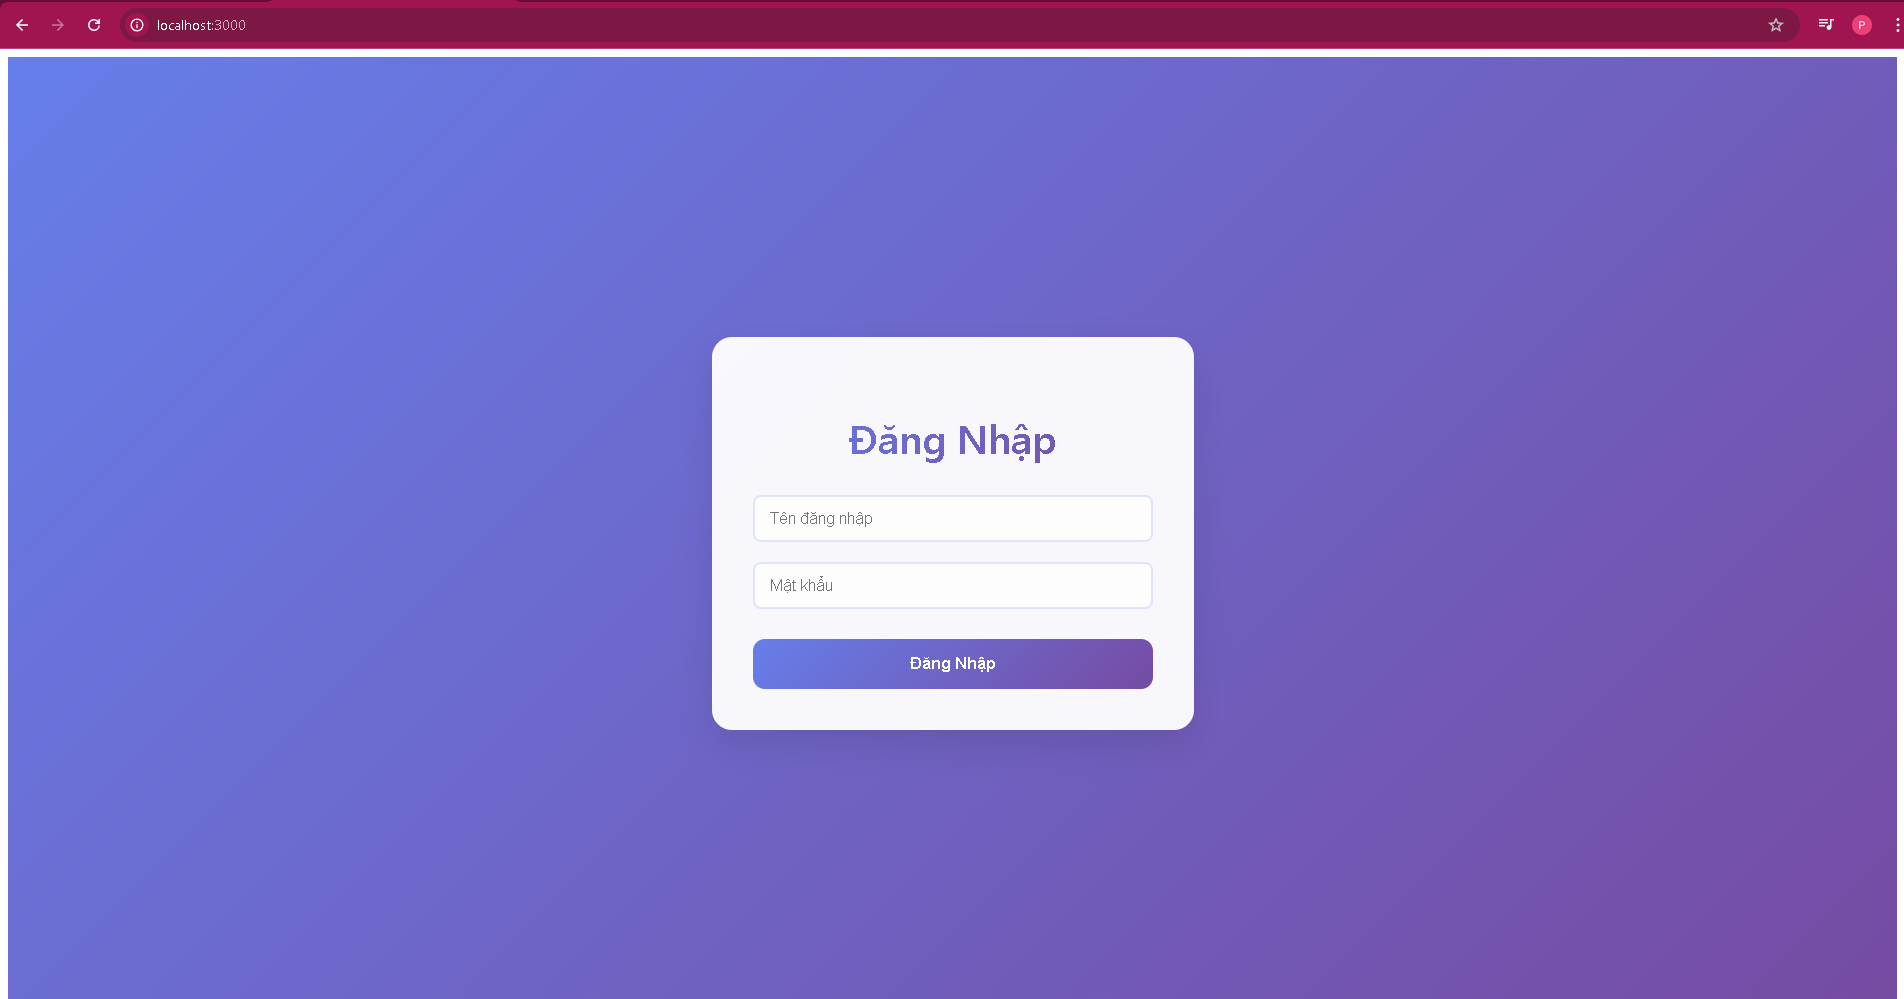 localhost:3000
P
Đăng Nhập
Tên đăng nhập
Mật khẩu
Đăng Nhập